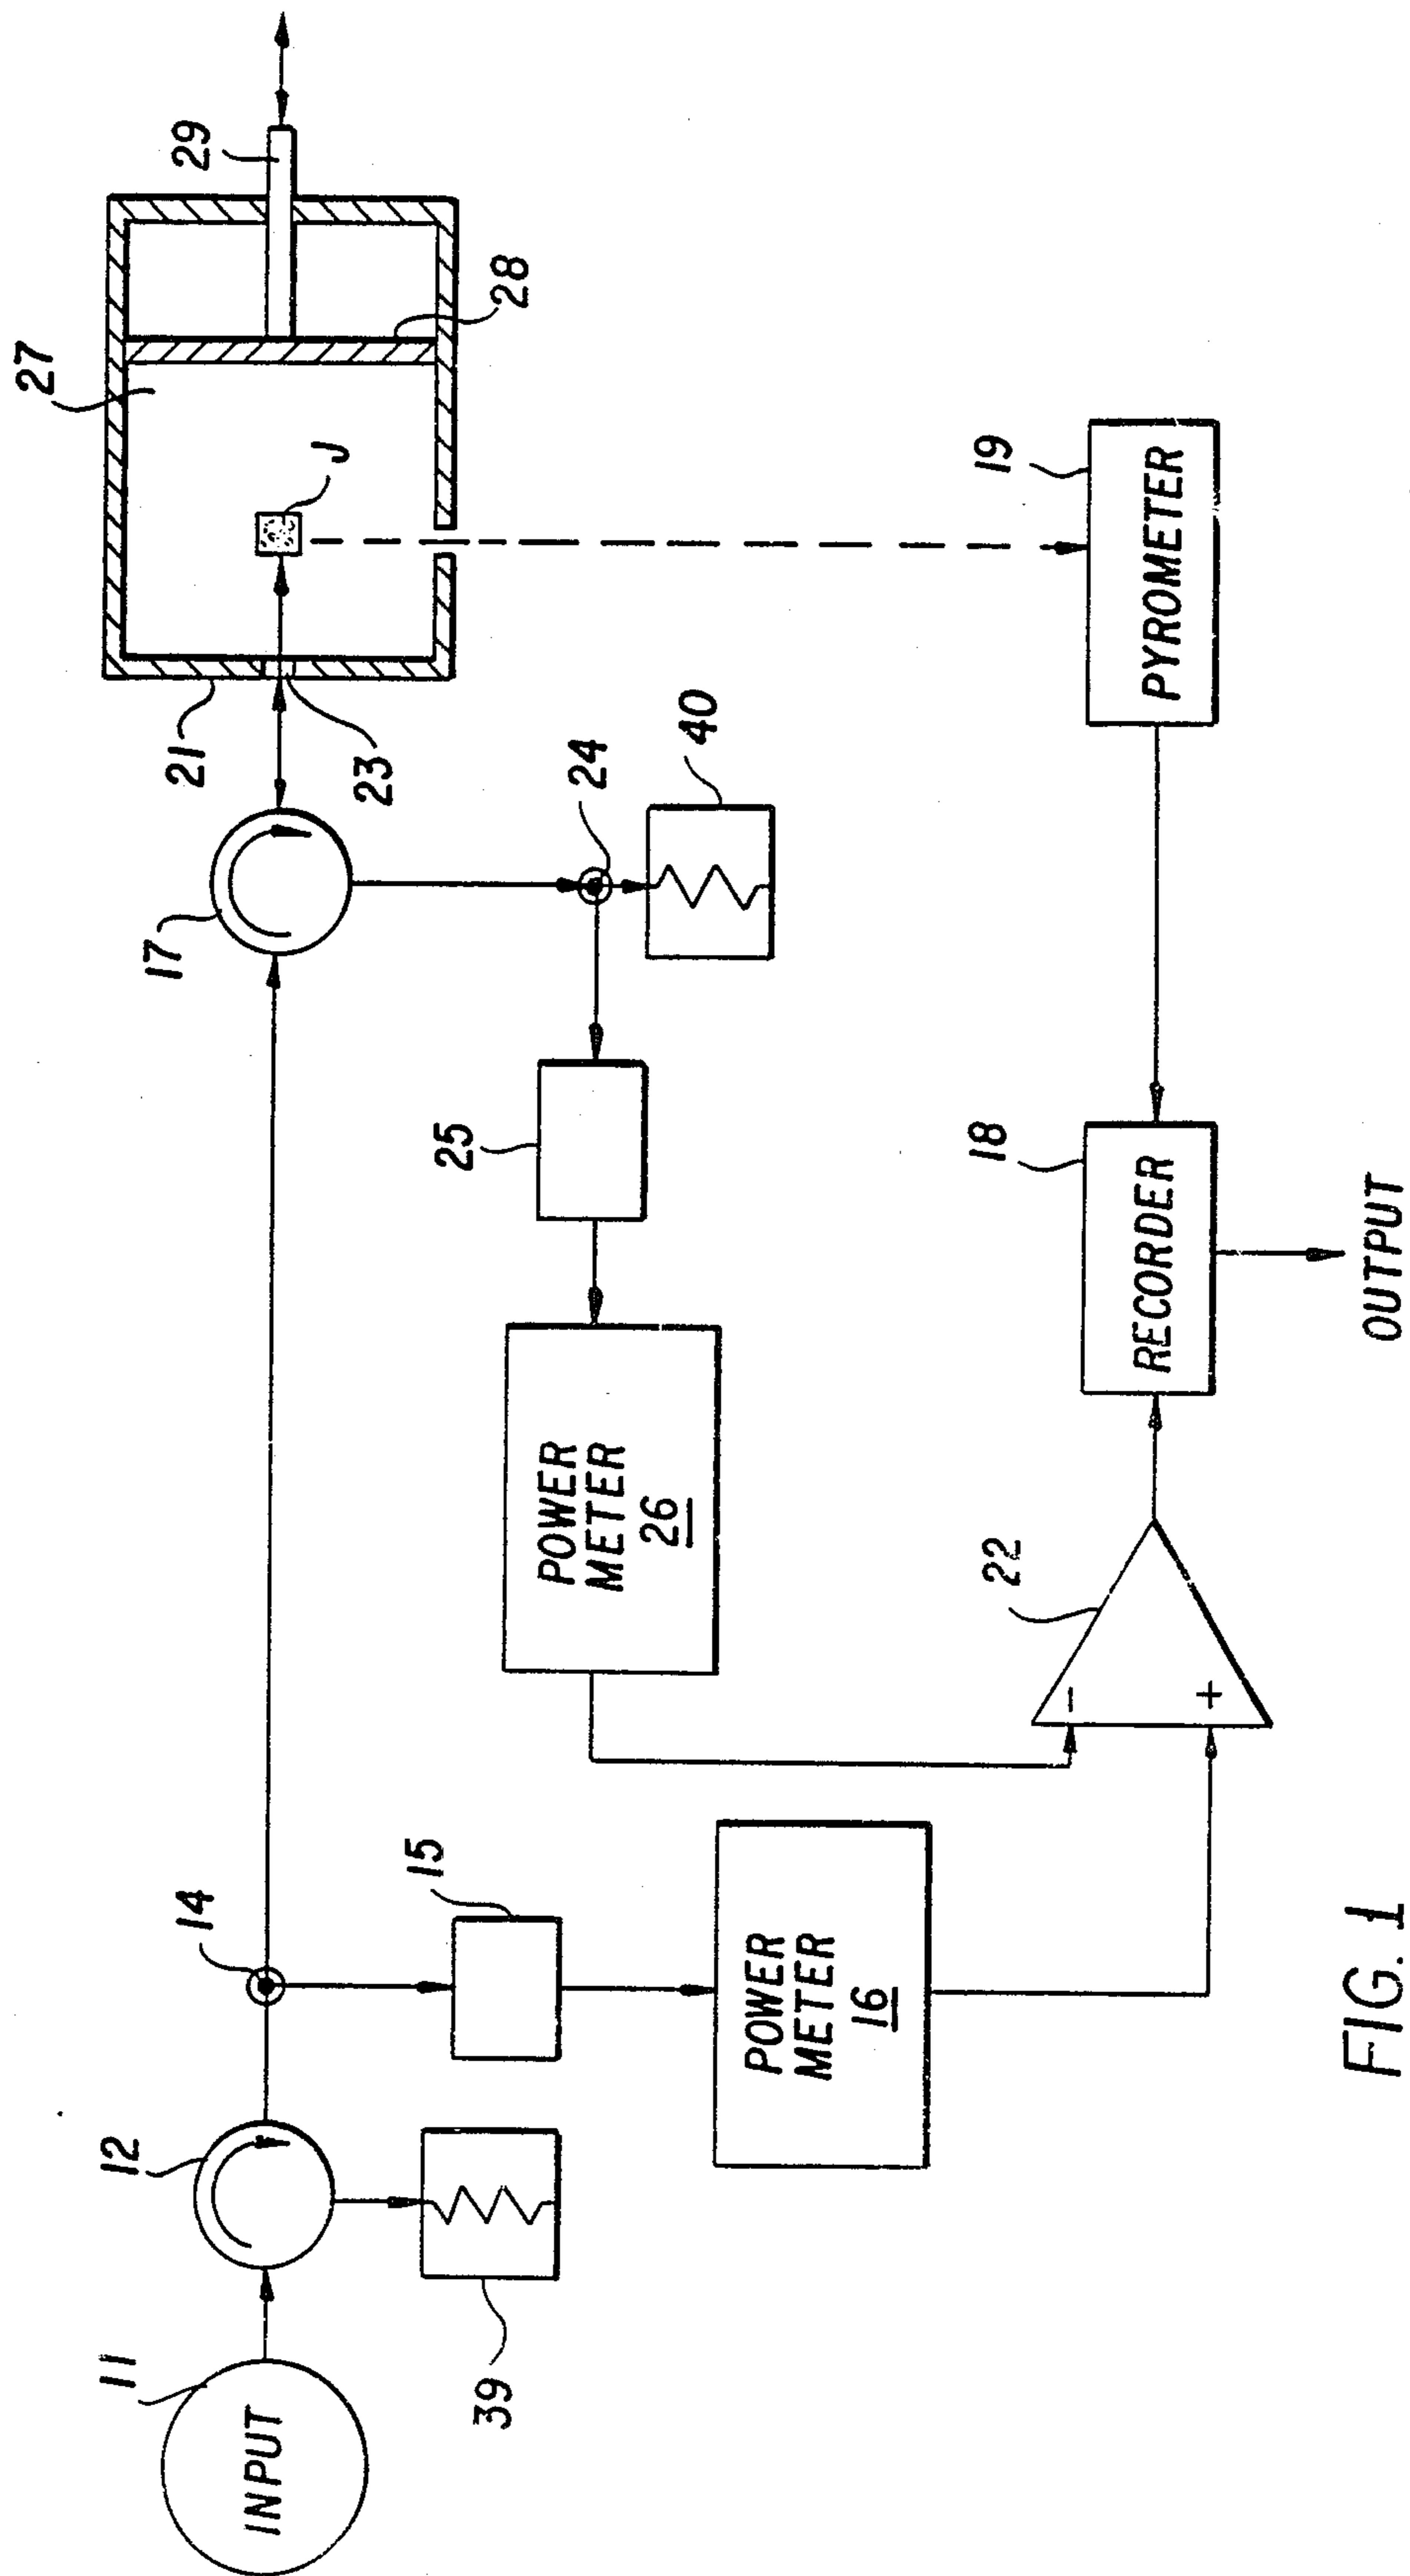 27
29
28
J
21
23
17
24
40
19
PYROMETER
25
18
RECORDER
OUTPUT
POWER
METER
26
22
-
+
14
15
POWER
METER
16
12
39
11
INPUT
FIG. 1